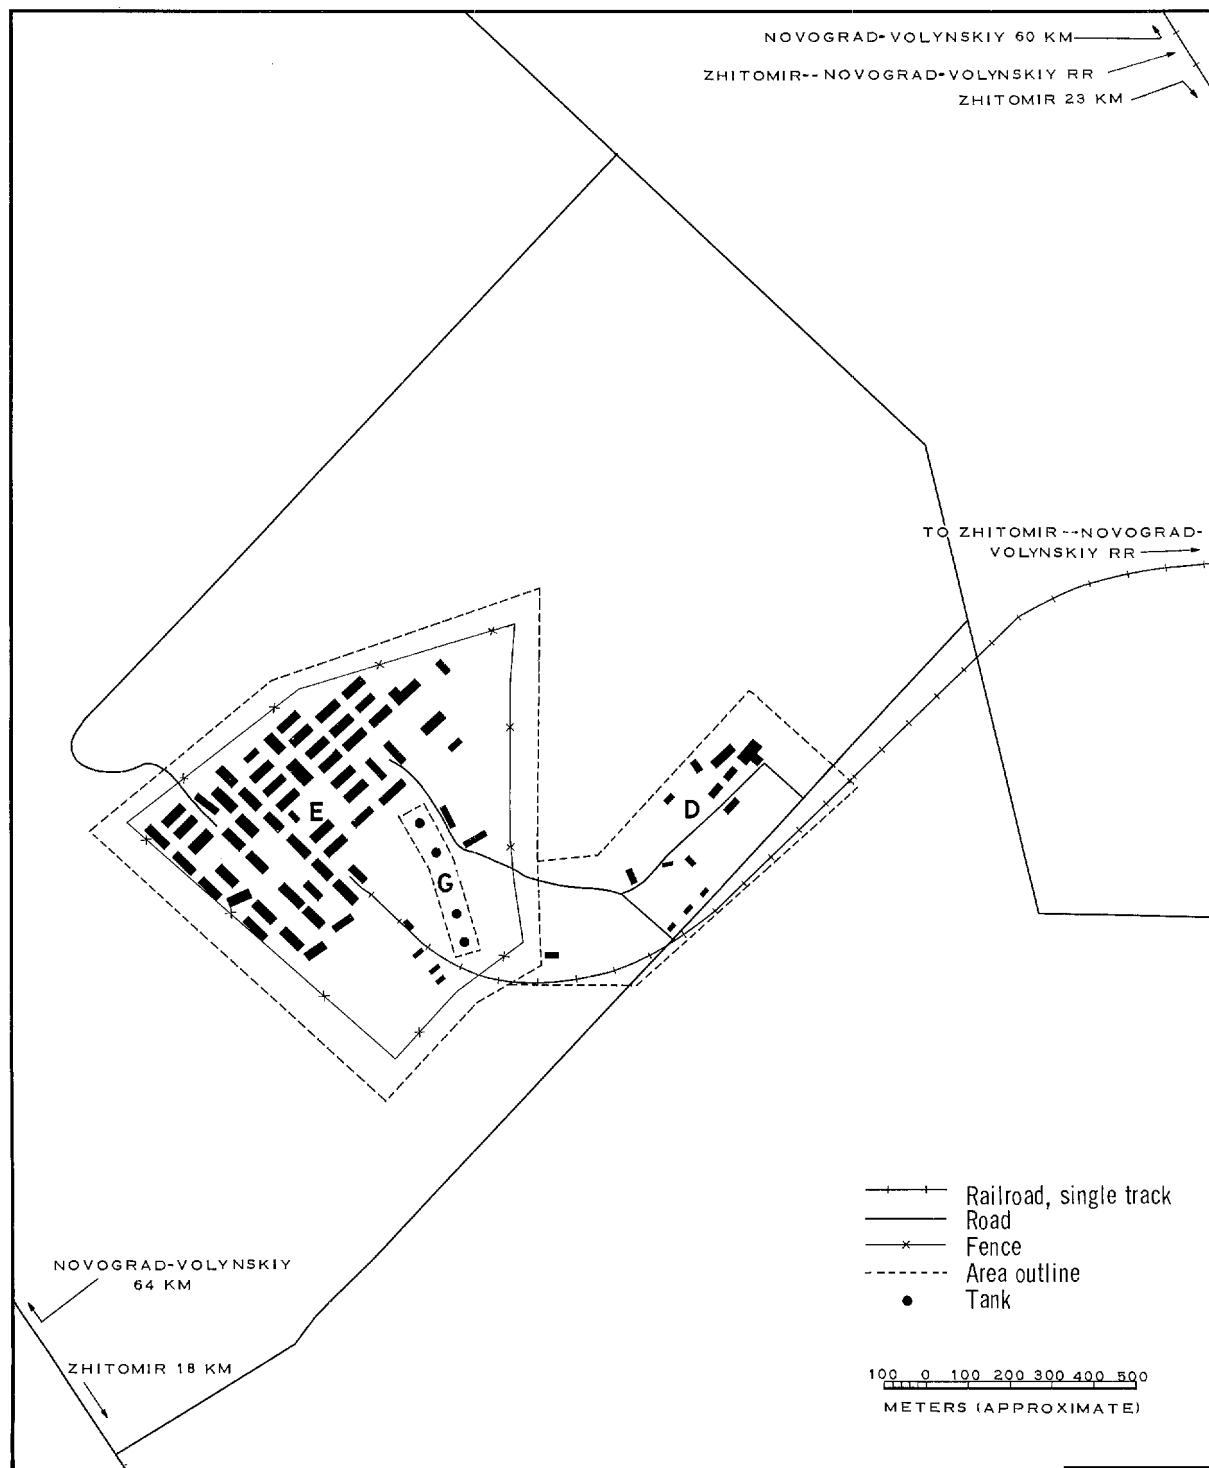 NOVOGRAD-VOLYNSKIY 60 KM
ZHITOMIR--NOVOGRAD-VOLYNSKIY RR
ZHITOMIR 23 KM
TO ZHITOMIR--NOVOGRAD-
VOLYNSKIY RR
D
E
G
Railroad, single track
Road
Fence
Area outline
Tank
NOVOGRAD-VOLYNSKIY
64 KM
ZHITOMIR 18 KM
100 0 100 200 300 400 500
METERS (APPROXIMATE)